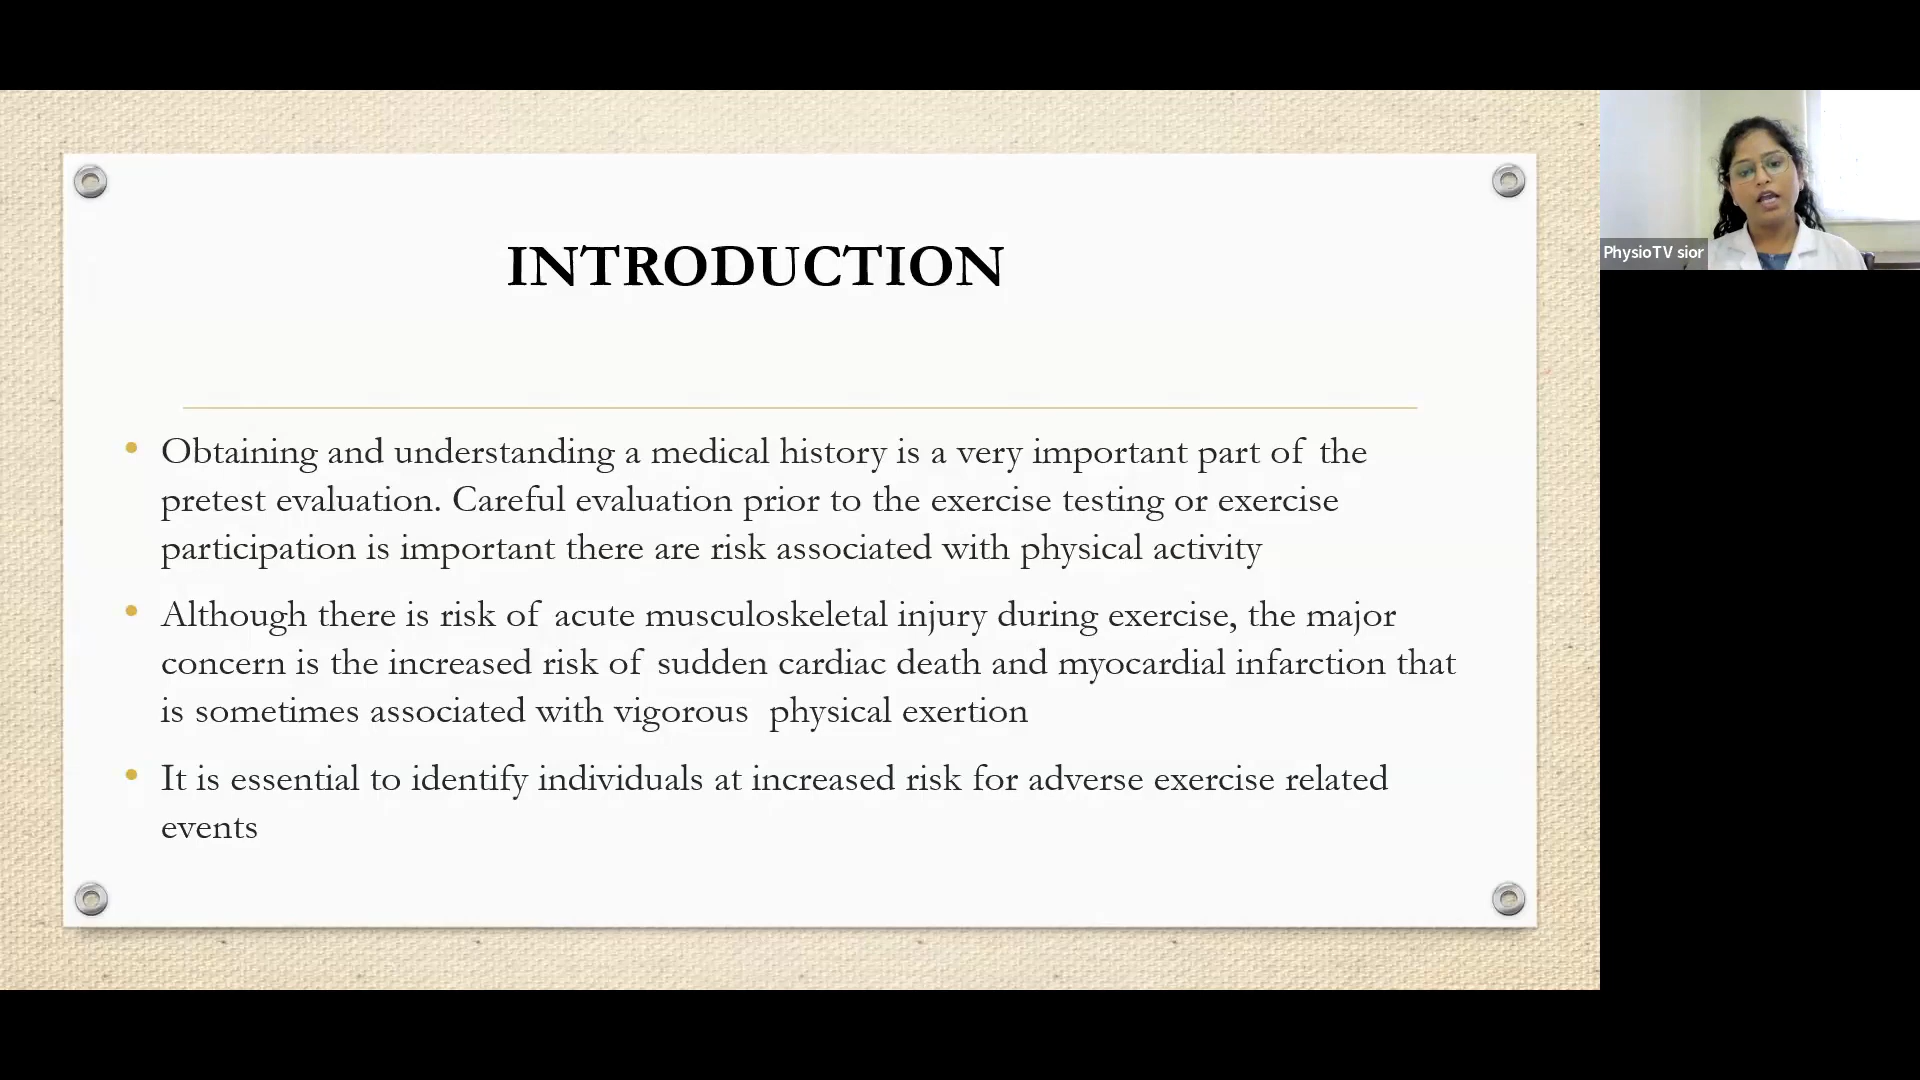 INTRODUCTION
• Obtaining and understanding a medical history is a very important part of the
pretest evaluation. Careful evaluation prior to the exercise testing or exercise
participation is important there are risk associated with physical activity
• Although there is risk of acute musculoskeletal injury during exercise, the major
concern is the increased risk of sudden cardiac death and myocardial infarction that
is sometimes associated with vigorous physical exertion
• It is essential to identify individuals at increased risk for adverse exercise related
events
PhysioTV sior